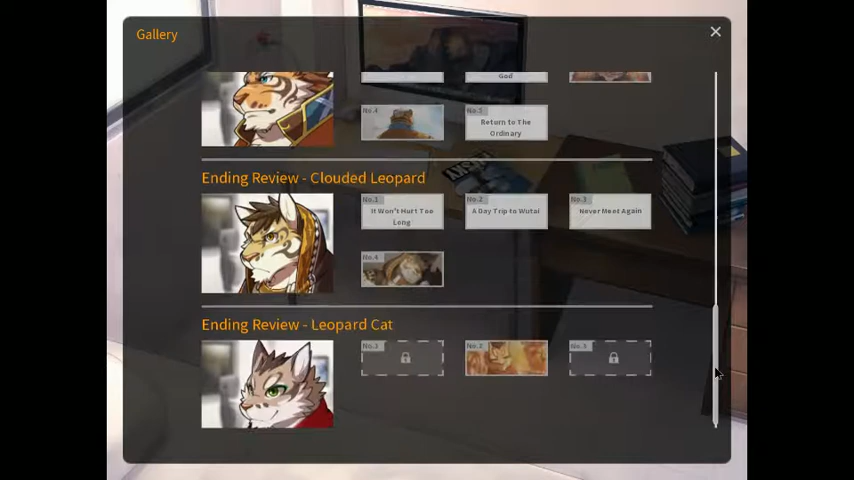 Gallery
God
No.4
No.5
Return to The
Ordinary
Ending Review - Clouded Leopard
No.1
It Won't Hurt Too
Long
No.2
A Day Trip to Wutai
No.3
Never Meet Again
No.4
Ending Review - Leopard Cat
No.1
No.2
No.3